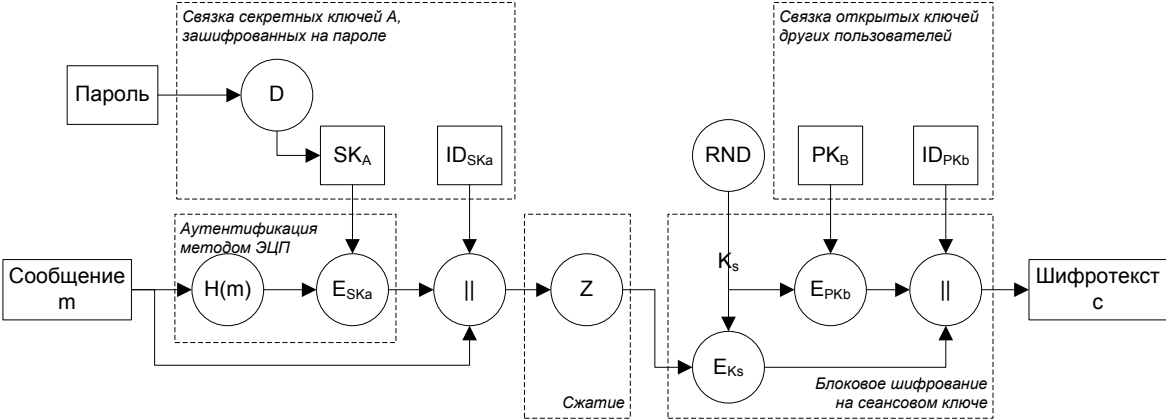 Связка секретных ключей А,
зашифрованных на пароле
Связка открытых ключей
других пользователей
Пароль
D
SKA
IDSKa
RND
PKB
IDPKb
Аутентификация
методом ЭЦП
Сообщение
m
H(m)
ESKa
||
Z
Ks
EPKb
||
Шифротекст
c
EKs
Сжатие
Блоковое шифрование
на сеансовом ключе